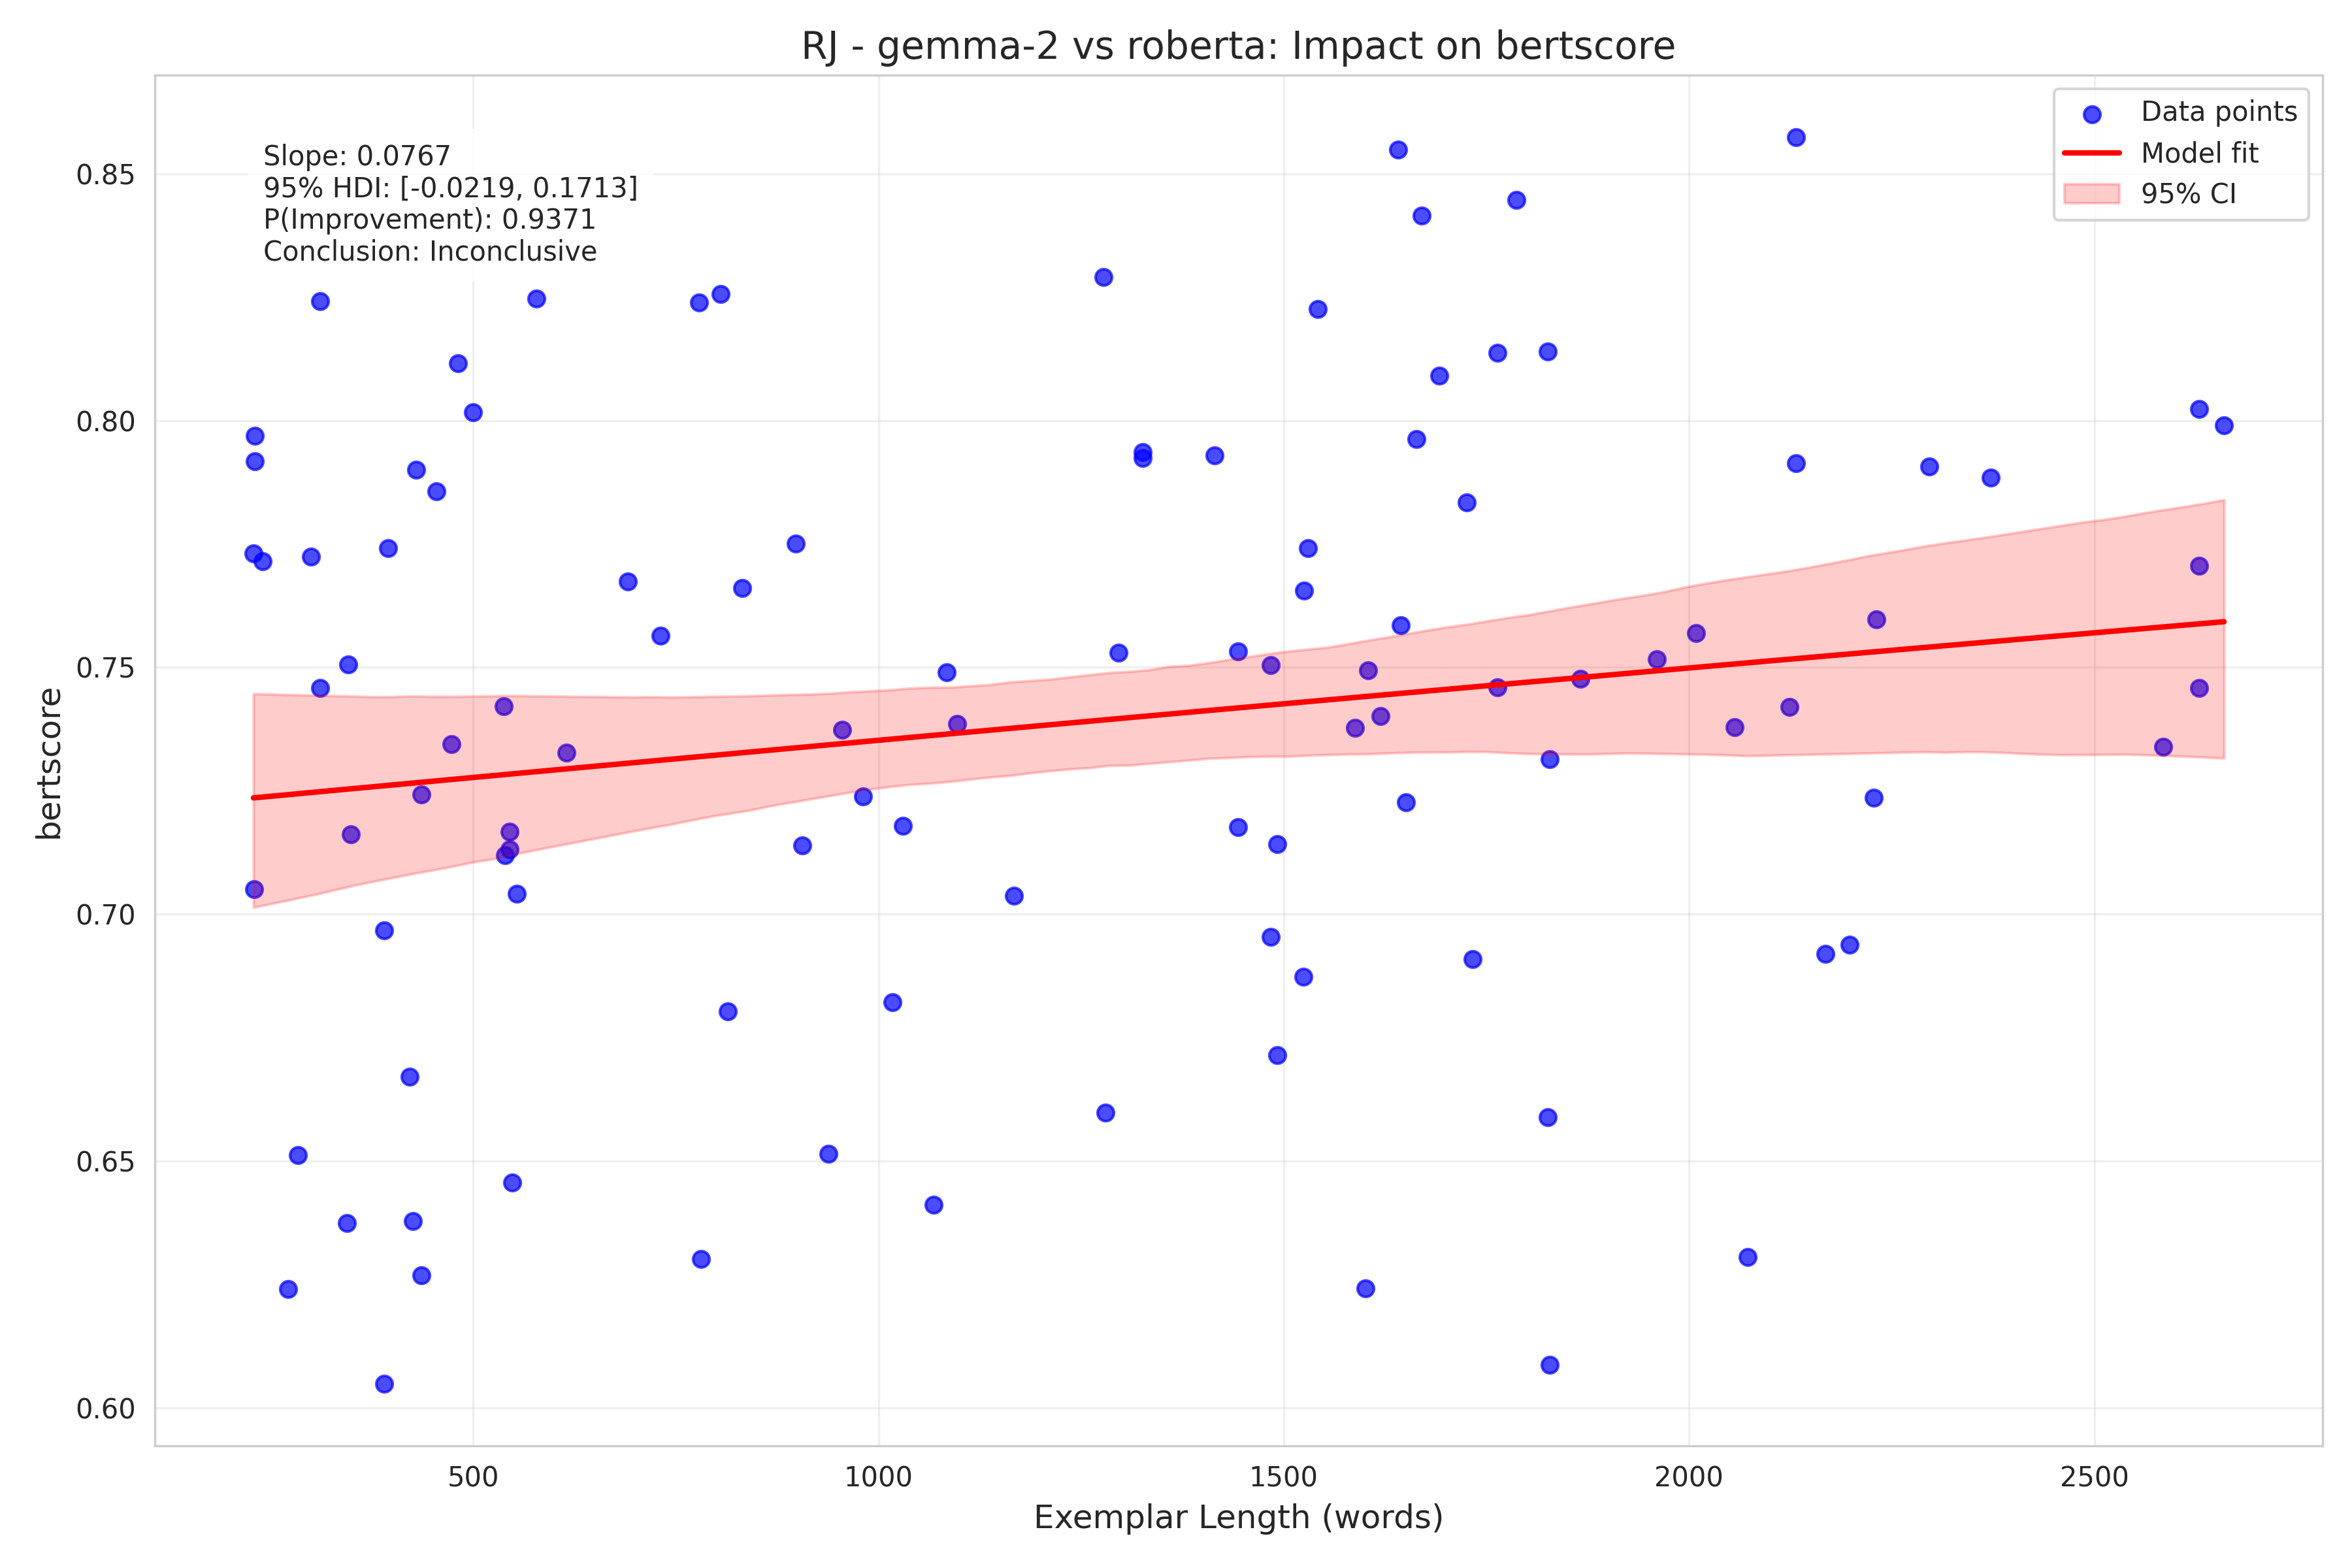 RJ - gemma-2 vs roberta: Impact on bertscore
Slope: 0.0767
95% HDI: [-0.0219, 0.1713]
P(Improvement): 0.9371
Conclusion: Inconclusive
Data points
Model fit
95% CI
bertscore
0.85
0.80
0.75
0.70
0.65
0.60
500
1000
1500
2000
2500
Exemplar Length (words)